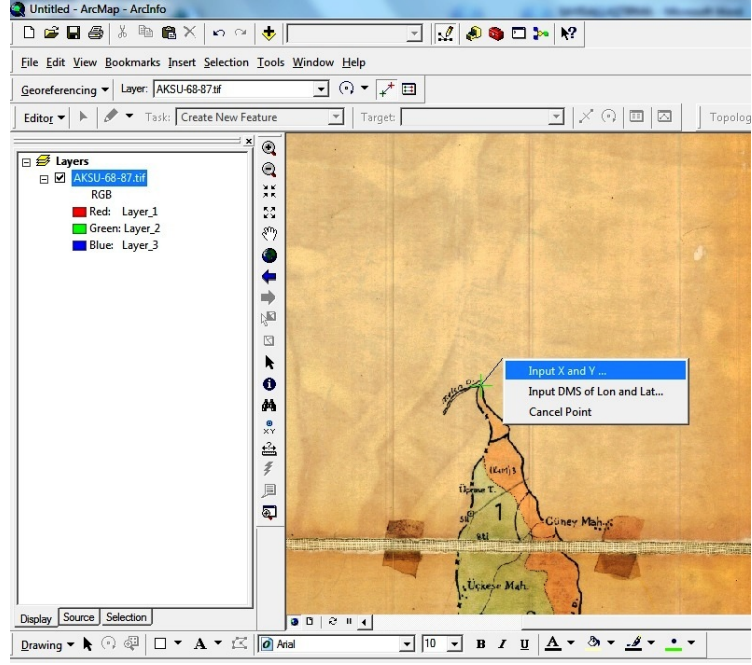 Untitled - ArcMap - ArcInfo
File Edit View Bookmarks Insert Selection Tools Window Help
Georeferencing Layer: AKSU-68-87.tif
Editor Task: Create New Feature Target: Topolog
Layers
AKSU-68-87.tif
RGB
Red: Layer_1
Green: Layer_2
Blue: Layer_3
XY
Input X and Y ...
Input DMS of Lon and Lat...
Cancel Point
1
Güney Mah.
Üçkese Mah.
Display Source Selection
Drawing A Arial 10 B I U A